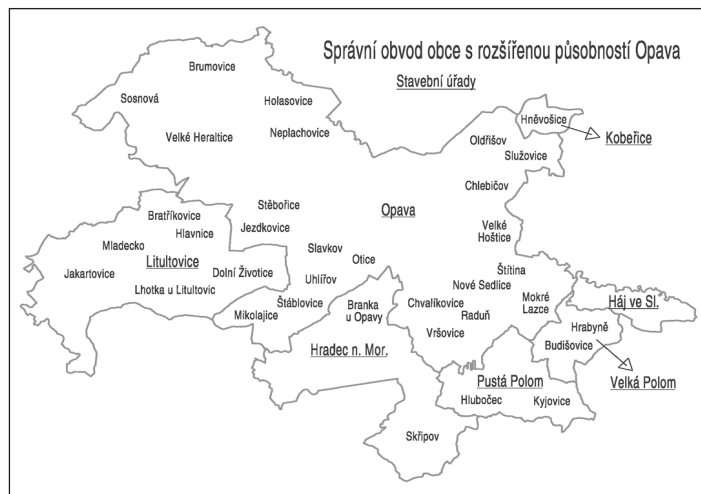 Správní obvod obce s rozšířenou působností Opava
Stavební úřady
Brumovice
Sosnová
Holasovice
Velké Heraltice
Neplachovice
Hněvošice
Oldřišov
Kobeřice
Služovice
Chlebičov
Stěbořice
Opava
Bratříkovice
Jezdkovice
Velké
Hoštice
Hlavnice
Mladecko
Slavkov
Otice
Litultovice
Jakartovice
Dolní Životice
Štítina
Uhlířov
Nové Sedlice
Lhotka u Litultovic
Štáblovice
Mikolajice
Branka
u Opavy
Chvalíkovice
Raduň
Mokré
Lazce
Háj ve Sl.
Vršovice
Hrabyně
Budišovice
Hradec n. Mor.
Pustá Polom
Velká Polom
Hlubočec
Kyjovice
Skřipov